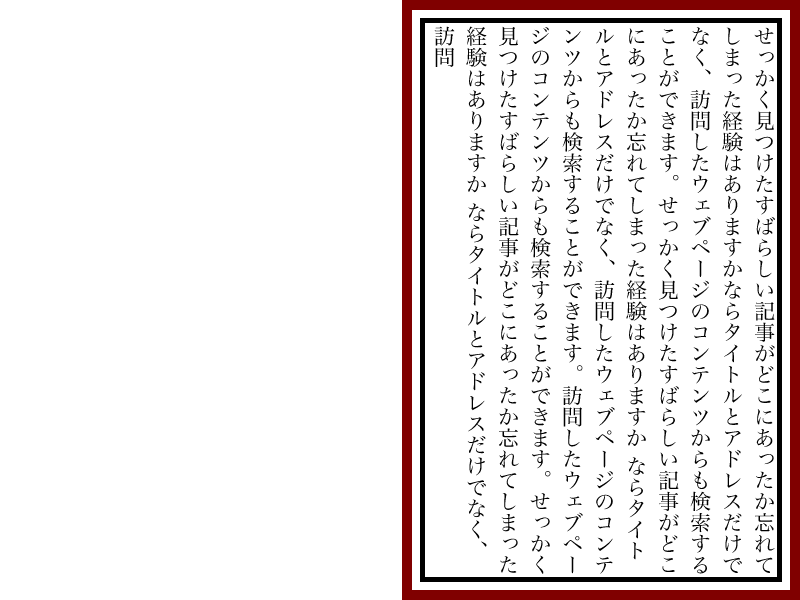 せっかく見つけたすばらしい記事がどこにあったか忘れて
しまった経験はありますかならタイトルとアドレスだけで
なく、訪問したウェブページのコンテンツからも検索する
ことができます。せっかく見つけたすばらしい記事がどこ
にあったか忘れてしまった経験はありますか ならタイト
ルとアドレスだけでなく、訪問したウェブページのコンテ
ンツからも検索することができます。訪問したウェブペー
ジのコンテンツからも検索することができます。せっかく
見つけたすばらしい記事がどこにあったか忘れてしまった
経験はありますか ならタイトルとアドレスだけでなく、
訪問